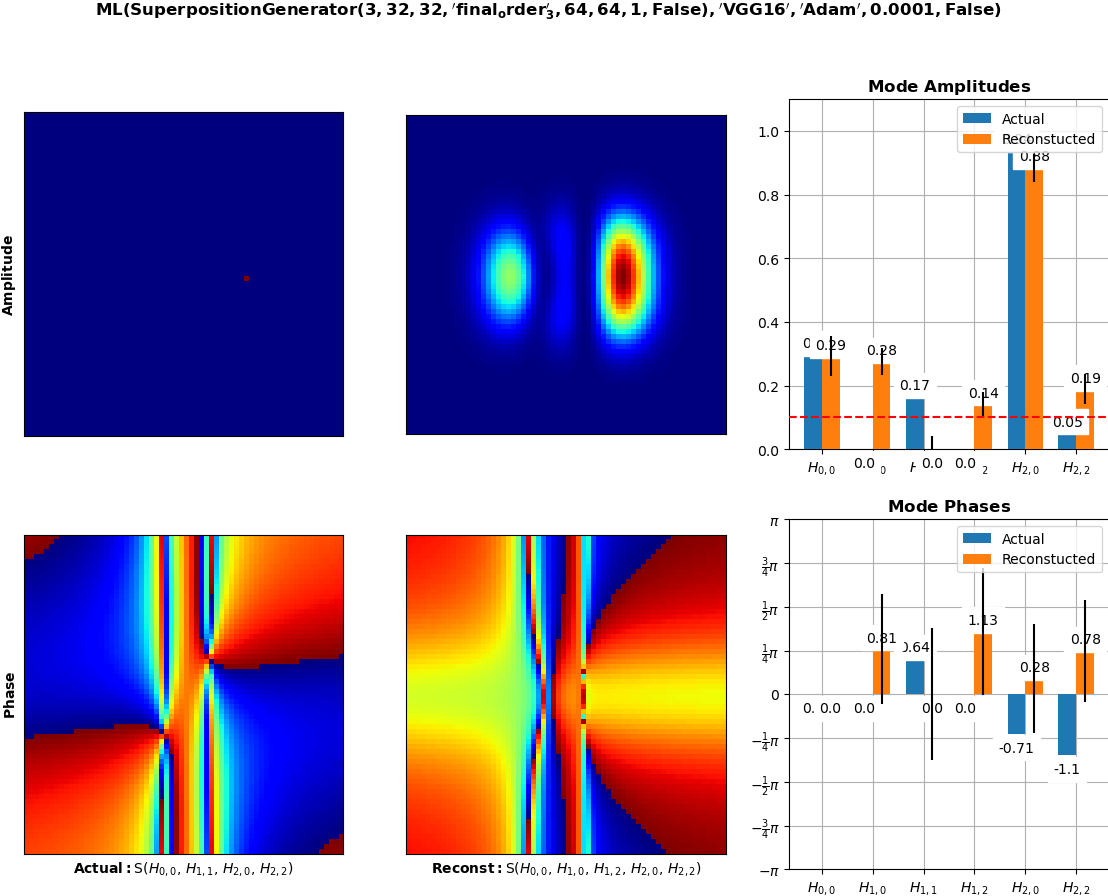 ML(SuperpositionGenerator(3, 32, 32, ′final_order′_3, 64, 64, 1, False), ′VGG16′, ′Adam′, 0.0001, False)
Amplitude
Mode Amplitudes
Actual
Reconstucted
1.0
0.8
0.6
0.4
0.2
0.0
0.29
0.28
0.17
0.0
0.0
0.14
0.0
0.88
0.05
0.19
H0,0
H2,0
H2,2
Phase
Mode Phases
Actual
Reconstucted
π
3/4π
1/2π
1/4π
0
−1/4π
−1/2π
−3/4π
−π
0.0
0.0
0.81
0.64
0.0
0.0
1.13
-0.71
0.28
-1.1
0.78
H0,0 H1,0 H1,1 H1,2 H2,0 H2,2
Actual: S(H0,0, H1,1, H2,0, H2,2)
Reconst: S(H0,0, H1,0, H1,2, H2,0, H2,2)